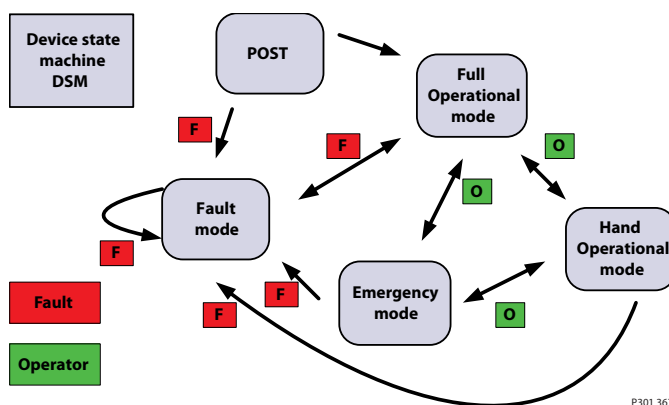 Device state
machine
DSM
POST
Full
Operational
mode
F
F
O
O
Fault
mode
Hand
Operational
mode
F
F
Emergency
mode
O
F
Fault
Operator